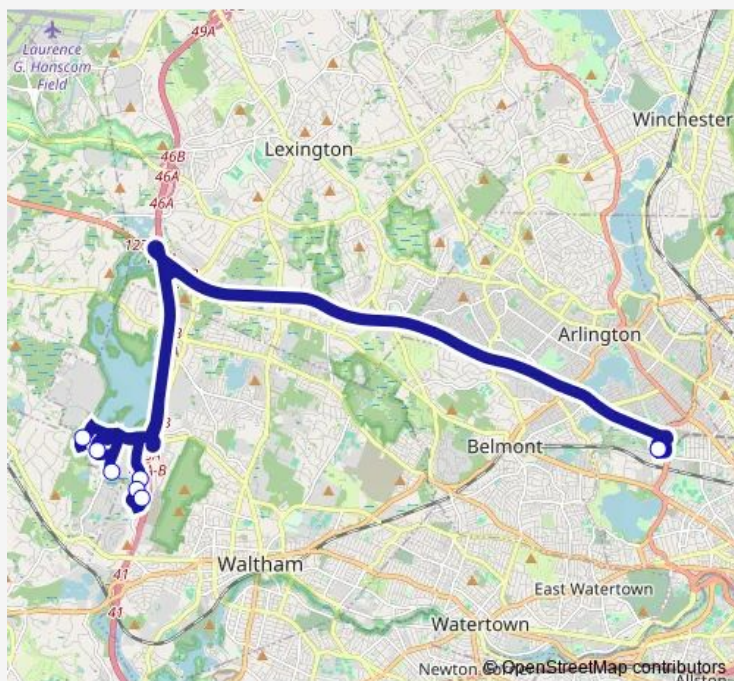 49A
Laurence
G. Hanscom
Field
Winchester
Lexington
46B
46A
46A
Arlington
Belmont
Waltham
41
41
East Watertown
Watertown
© OpenStreetMap contributors